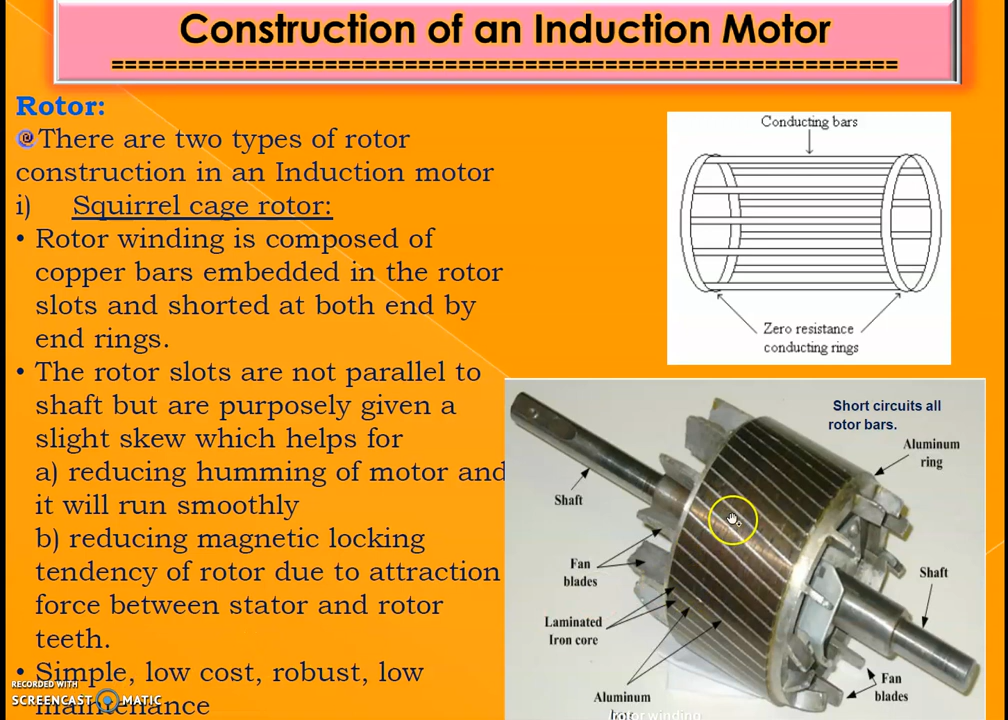 Construction of an Induction Motor
Rotor:
There are two types of rotor
construction in an Induction motor
i) Squirrel cage rotor:
• Rotor winding is composed of
copper bars embedded in the rotor
slots and shorted at both end by
end rings.
• The rotor slots are not parallel to
shaft but are purposely given a
slight skew which helps for
a) reducing humming of motor and
it will run smoothly
b) reducing magnetic locking
tendency of rotor due to attraction
force between stator and rotor
teeth.
• Simple, low cost, robust, low
maintenance
Conducting bars
Zero resistance
conducting rings
Short circuits all
rotor bars.
Aluminum
ring
Shaft
Fan
blades
Laminated
Iron core
Aluminum
rotor winding
Shaft
Fan
blades
RECORDED WITH
SCREENCAST MATIC